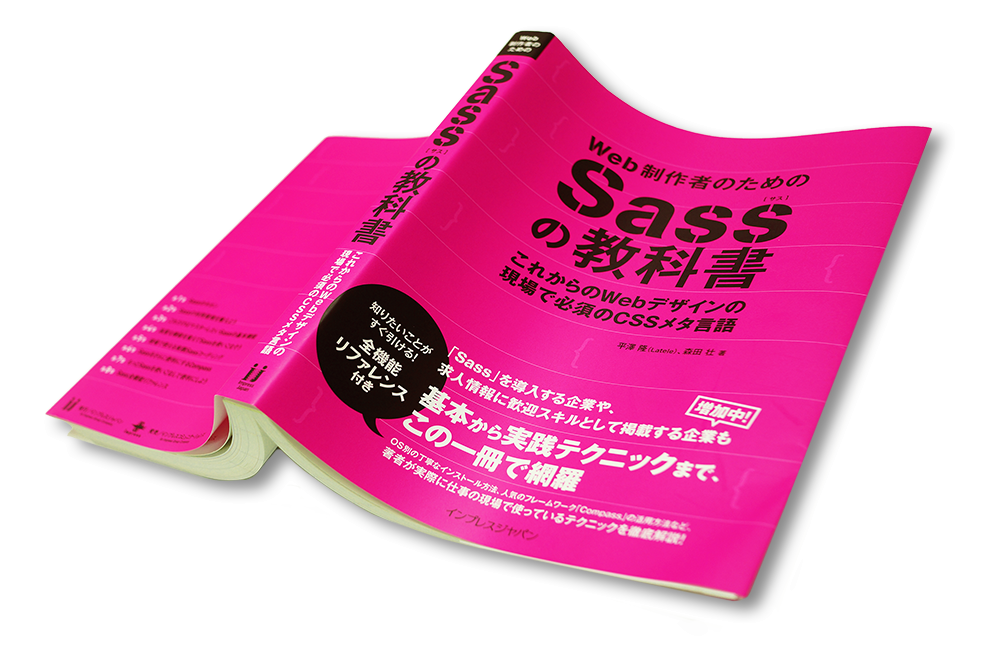 Web制作者のための
Sass
[サス]
の教科書
これからのWebデザインの
現場で必須のCSSメタ言語
平澤 隆(Latele)、森田 壮 著
知りたいことが
すぐ引ける!
全機能
リファレンス
付き
「Sass」を導入する企業や、
求人情報に歓迎スキルとして掲載する企業も
増加中!
基本から実践テクニックまで、
この一冊で網羅
OS別の丁寧なインストール方法、人気のフレームワーク「Compass」の活用方法など、
著者が実際に仕事の現場で使っているテクニックを徹底解説!
インプレスジャパン
Web
制作者の
ための
Sass
[サス]
の教科書
これからのWebデザインの
現場で必須のCSSメタ言語